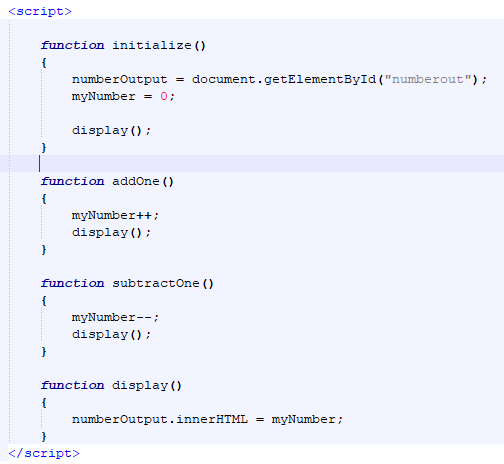 <script>
function initialize()
{
numberOutput = document.getElementById("numberout");
myNumber = 0;
display();
}
function addOne()
{
myNumber++;
display();
}
function subtractOne()
{
myNumber--;
display();
}
function display()
{
numberOutput.innerHTML = myNumber;
}
</script>